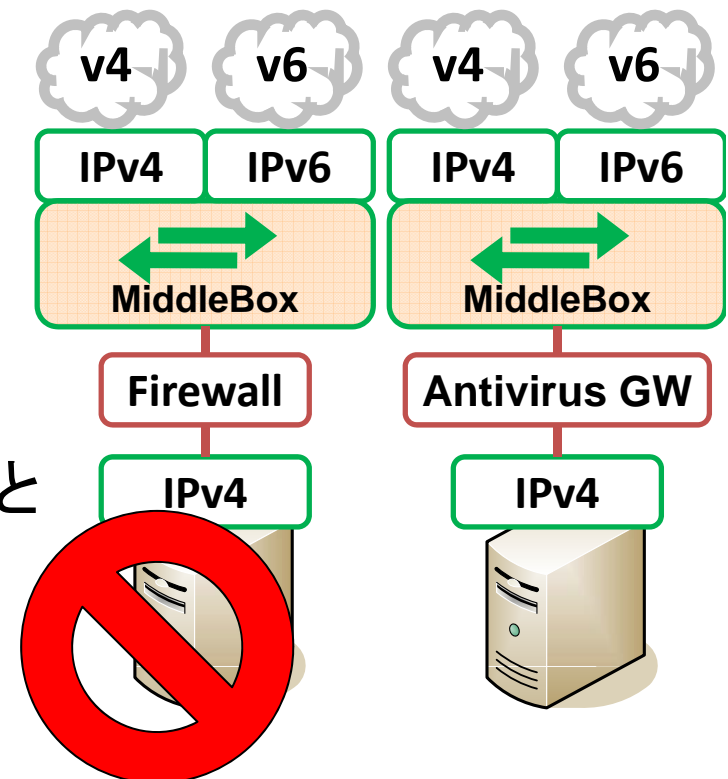 v4 v6 v4 v6
IPv4 IPv6 IPv4 IPv6
MiddleBox MiddleBox
Firewall Antivirus GW
と IPv4 IPv4